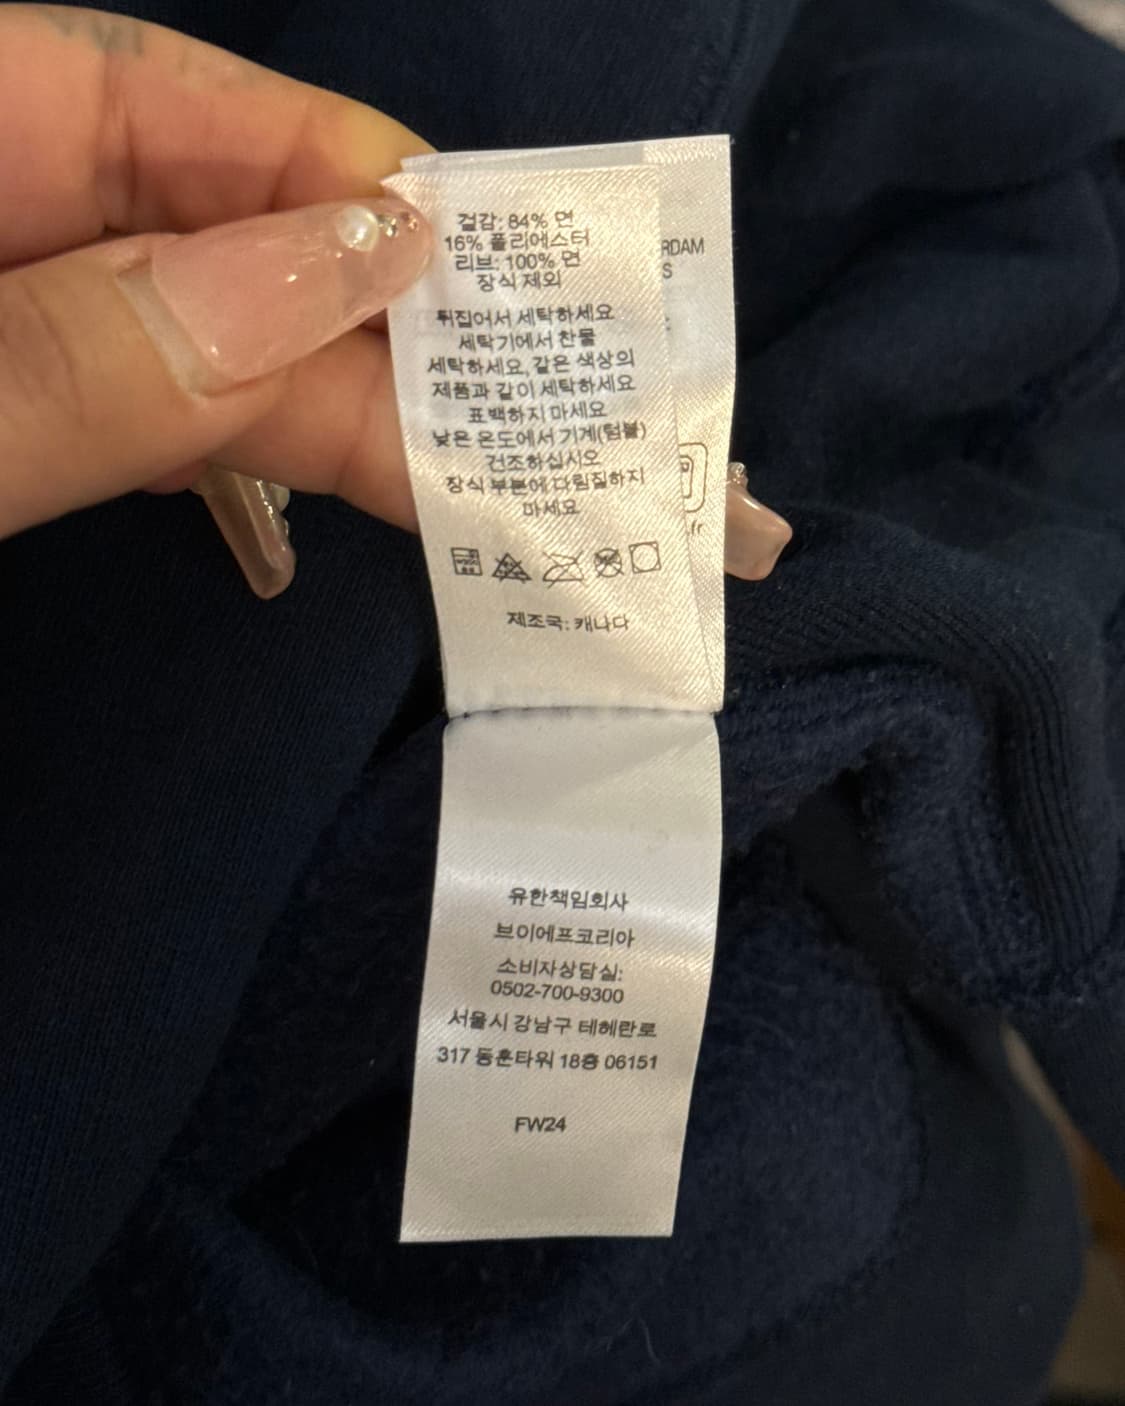 겉감: 84% 면
16% 폴리에스터
리브: 100% 면
장식 제외
뒤집어서 세탁하세요
세탁기에서 찬물
세탁하세요, 같은 색상의
제품과 같이 세탁하세요
표백하지 마세요
낮은 온도에서 기계(텀블)
건조하십시오
장식 부분에 다림질하지
마세요
제조국: 캐나다
RDAM
S
.fr
유한책임회사
브이에프코리아
소비자상담실:
0502-700-9300
서울시 강남구 테헤란로
317 동훈타워 18층 06151
FW24